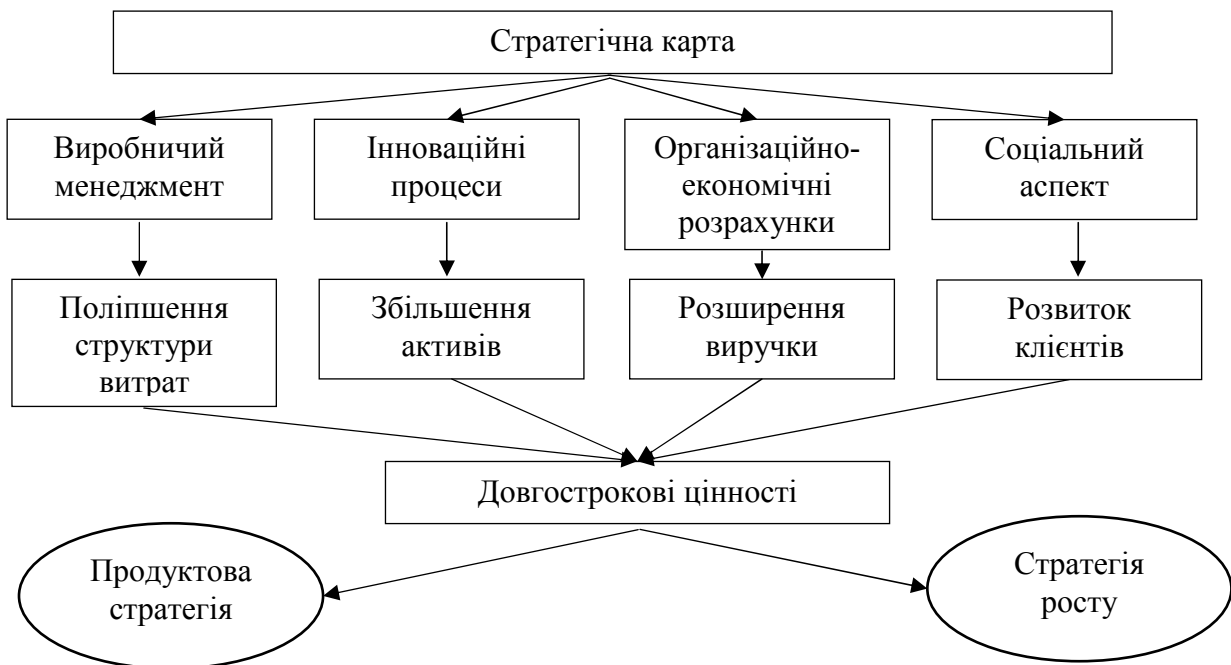 Стратегічна карта
Виробничий
менеджмент
Інноваційні
процеси
Організаційно-
економічні
розрахунки
Соціальний
аспект
Поліпшення
структури
витрат
Збільшення
активів
Розширення
виручки
Розвиток
клієнтів
Довгострокові цінності
Продуктова
стратегія
Стратегія
росту